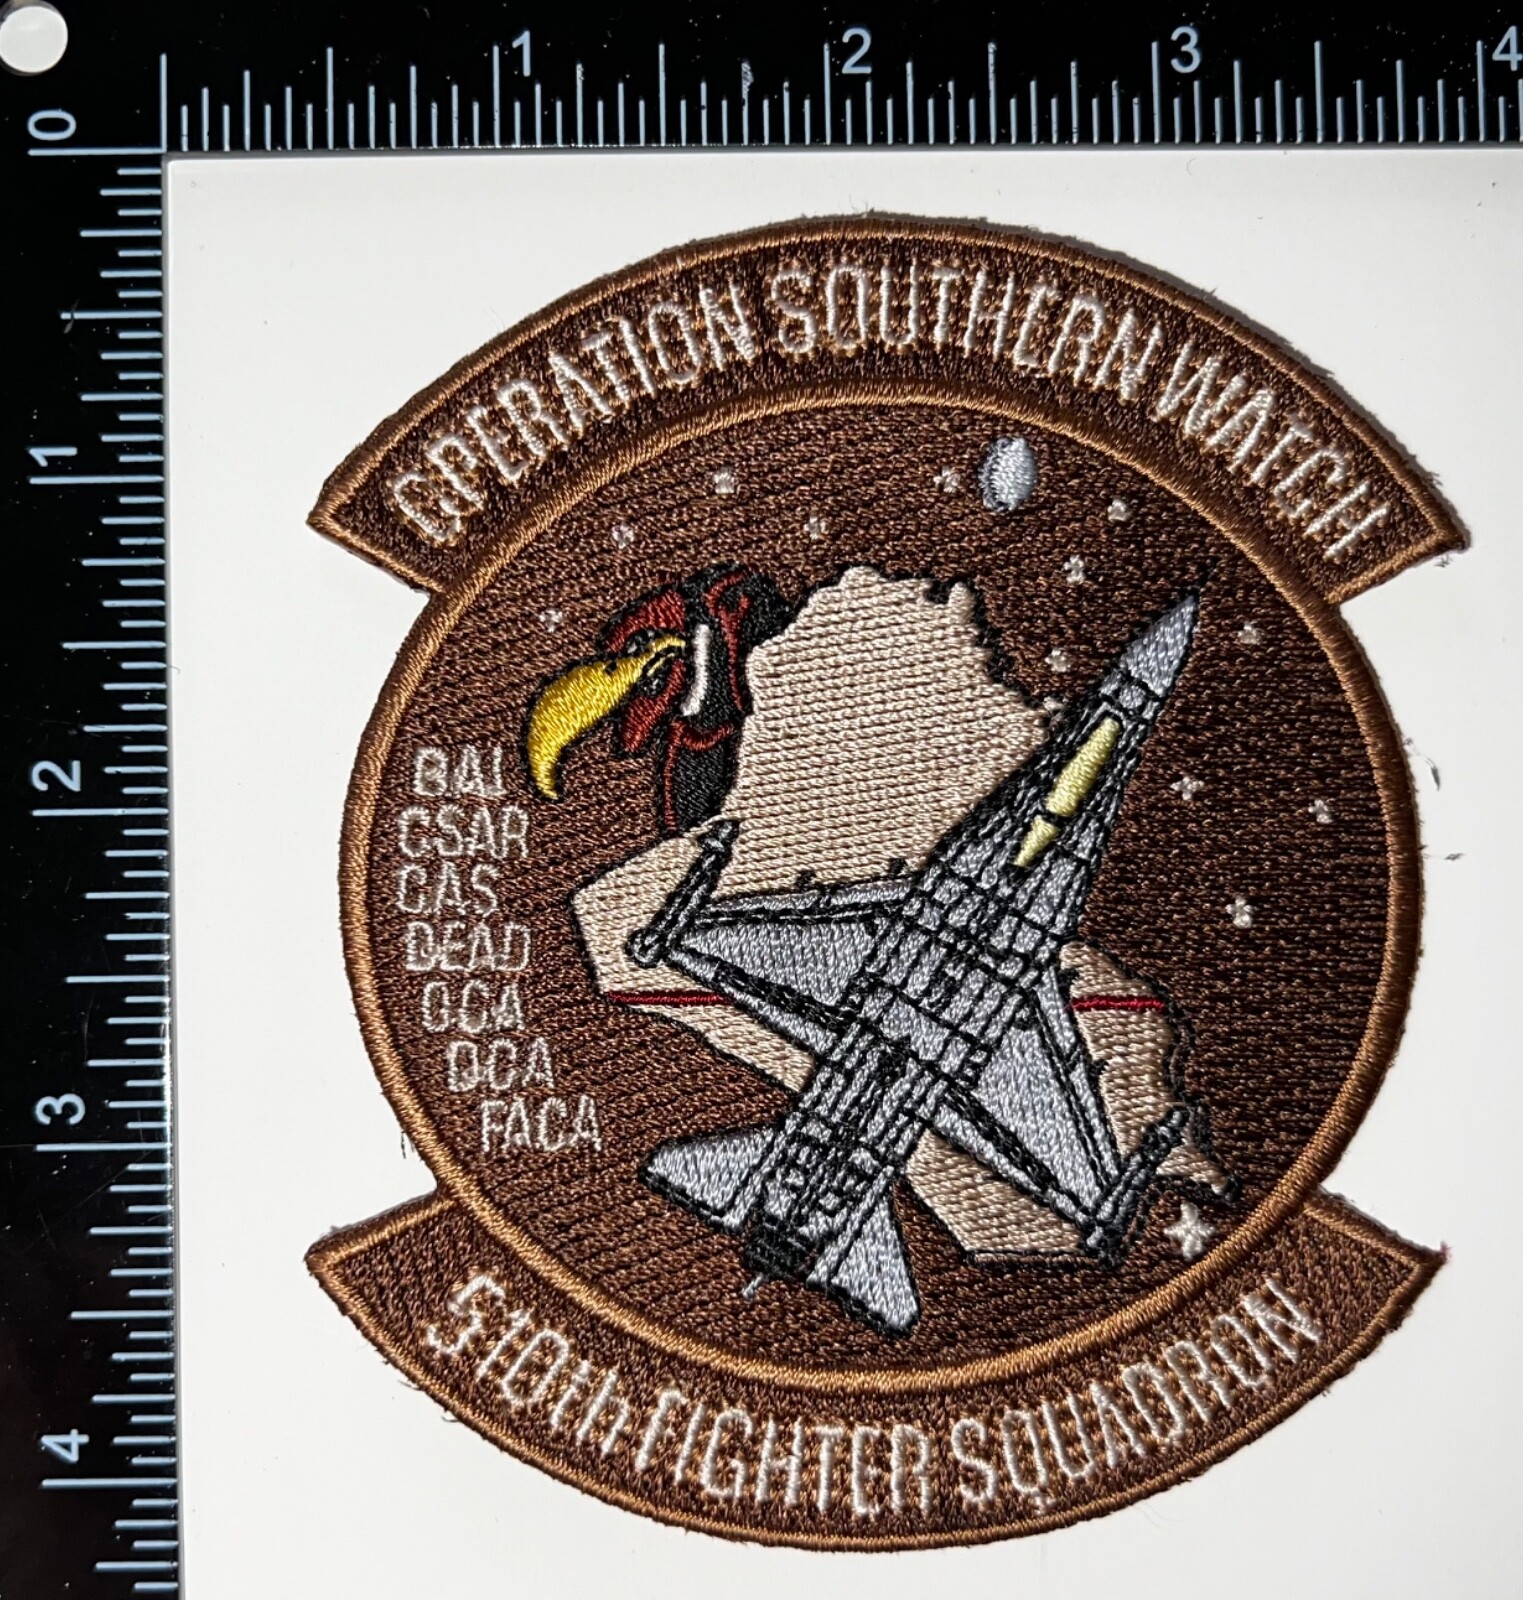 1 2 3 4
0
1
2
3
4
OPERATION SOUTHERN WATCH
BAI
CSAR
CAS
DEAD
OCA
DCA
FACA
510th FIGHTER SQUADRON